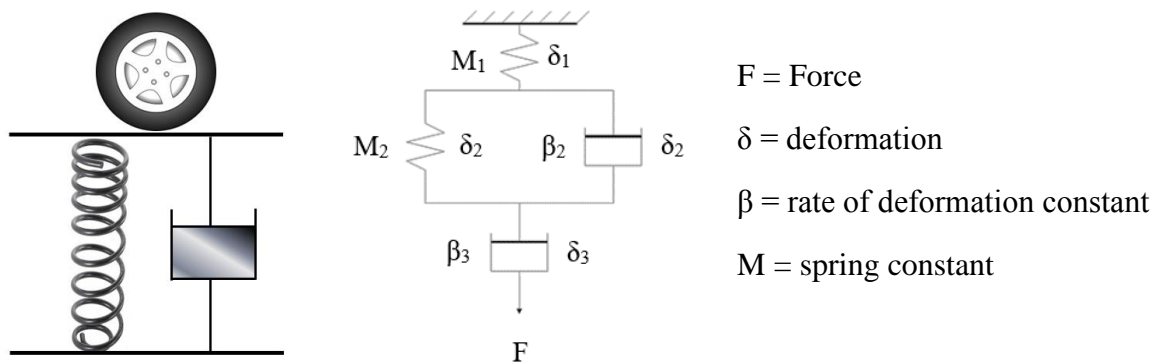 M₁ δ₁
M₂ δ₂ β₂ δ₂
β₃ δ₃
F
F = Force
δ = deformation
β = rate of deformation constant
M = spring constant